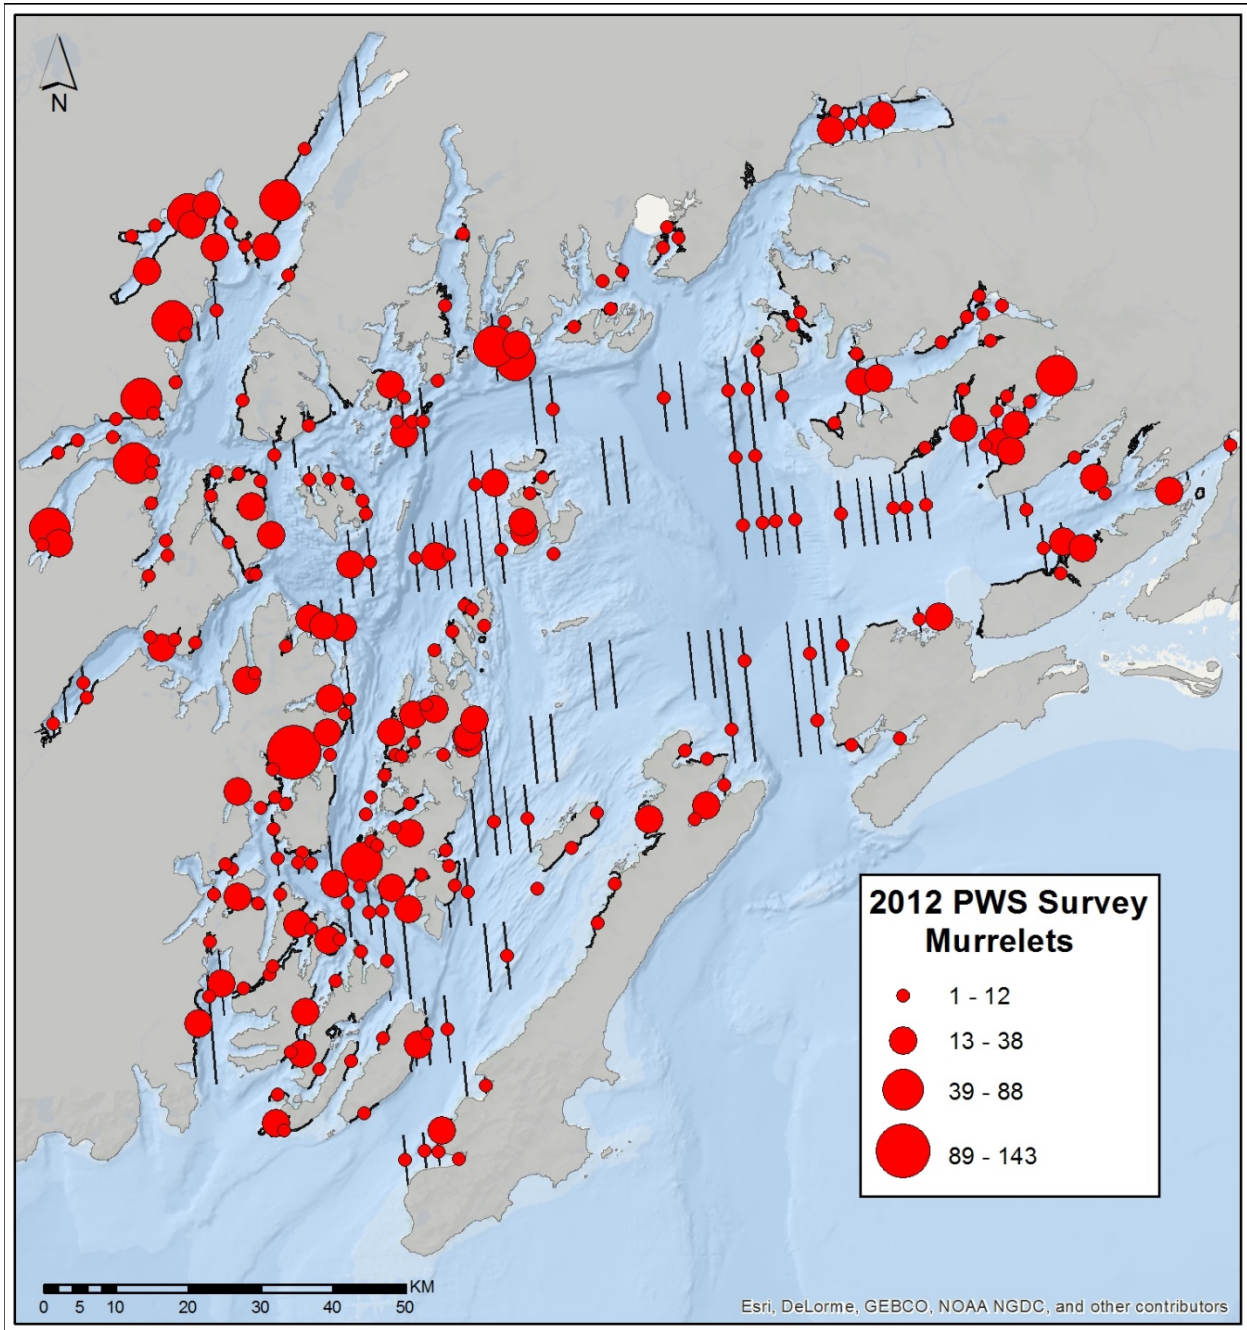 N
2012 PWS Survey
Murrelets
1 - 12
13 - 38
39 - 88
89 - 143
KM
0 5 10 20 30 40 50
Esri, DeLorme, GEBCO, NOAA NGDC, and other contributors